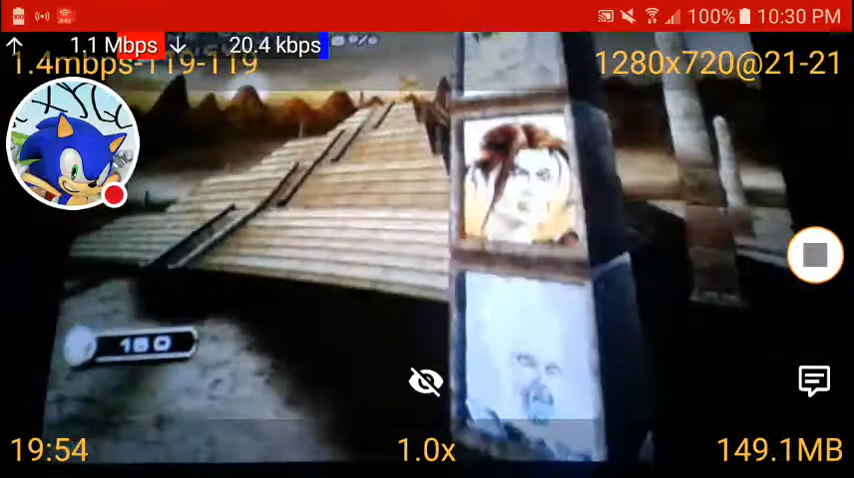 100% 10:30 PM
1.1 Mbps 20.4 kbps
1.4mbps-119-119
1280x720@21-21
150
19:54
1.0x
149.1MB